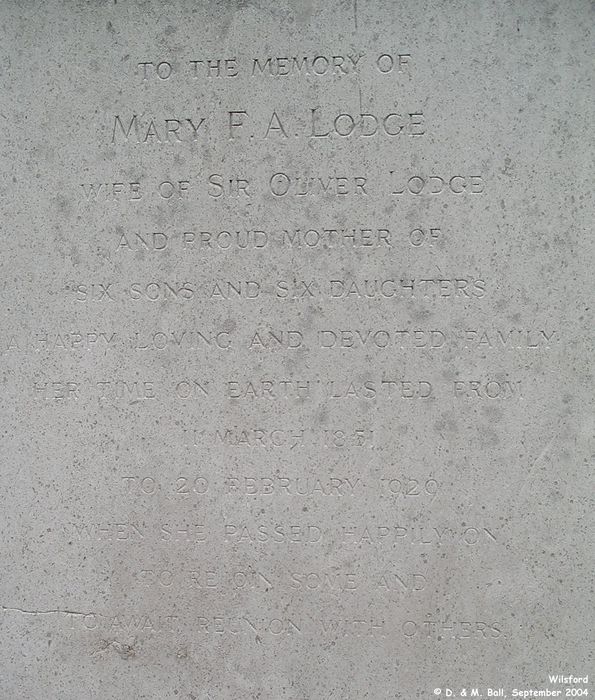 TO THE MEMORY OF
MARY F. A. LODGE
WIFE OF SIR OLIVER LODGE
AND PROUD MOTHER OF
SIX SONS AND SIX DAUGHTERS
A HAPPY LOVING AND DEVOTED FAMILY
HER TIME ON EARTH LASTED FROM
11 MARCH 1851
TO 20 FEBRUARY 1929
WHEN SHE PASSED HAPPILY ON
TO REJOIN SOME AND
TO AWAIT REUNION WITH OTHERS.
Wilsford
© D. & M. Ball, September 2004